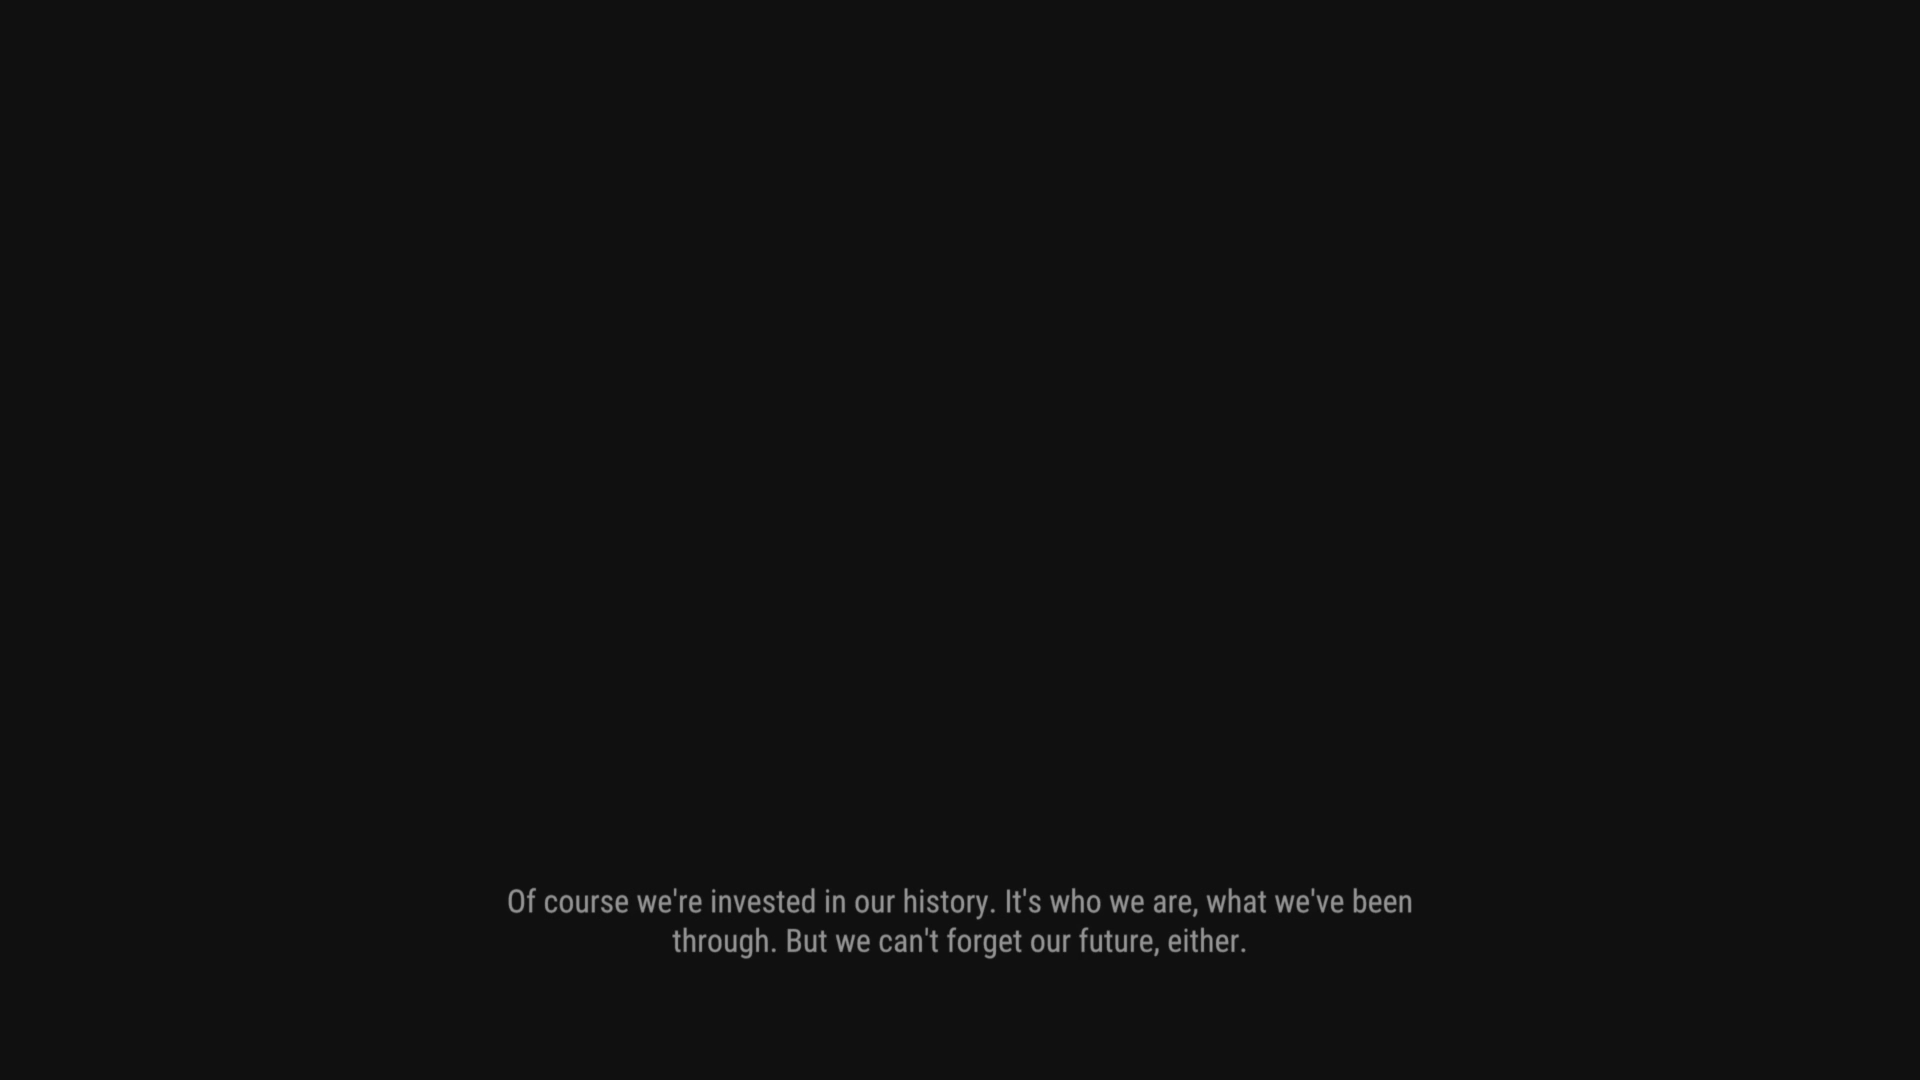 Of course we're invested in our history. It's who we are, what we've been
through. But we can't forget our future, either.